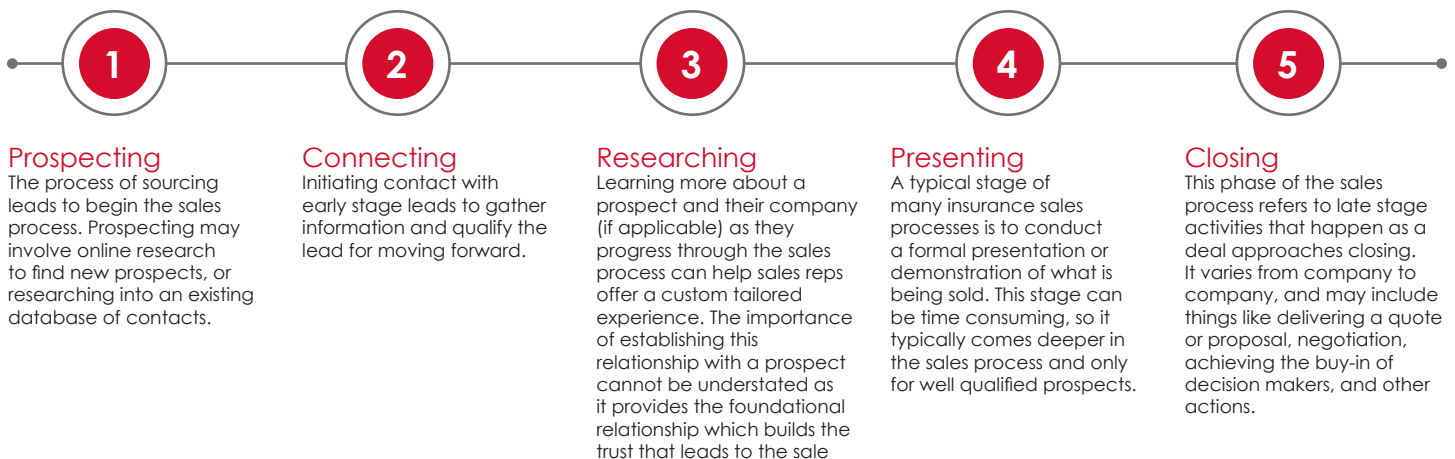 1
2
3
4
5
Prospecting
The process of sourcing
leads to begin the sales
process. Prospecting may
involve online research
to find new prospects, or
researching into an existing
database of contacts.
Connecting
Initiating contact with
early stage leads to gather
information and qualify the
lead for moving forward.
Researching
Learning more about a
prospect and their company
(if applicable) as they
progress through the sales
process can help sales reps
offer a custom tailored
experience. The importance
of establishing this
relationship with a prospect
cannot be understated as
it provides the foundational
relationship which builds the
trust that leads to the sale
Presenting
A typical stage of
many insurance sales
processes is to conduct
a formal presentation or
demonstration of what is
being sold. This stage can
be time consuming, so it
typically comes deeper in
the sales process and only
for well qualified prospects.
Closing
This phase of the sales
process refers to late stage
activities that happen as a
deal approaches closing.
It varies from company to
company, and may include
things like delivering a quote
or proposal, negotiation,
achieving the buy-in of
decision makers, and other
actions.